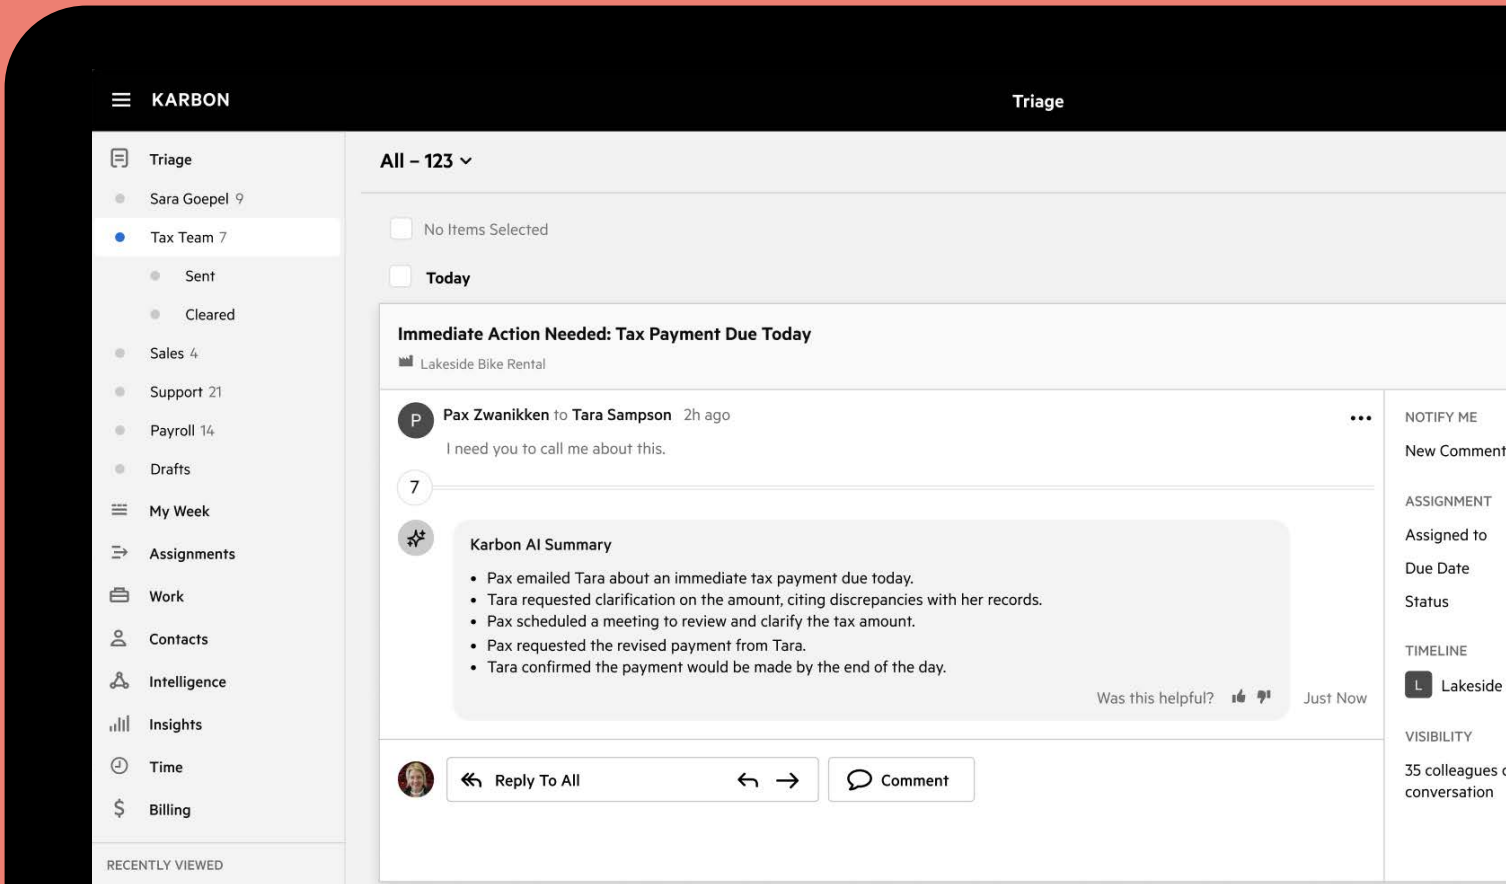 KARBON
Triage
Triage
Sara Goepel 9
Tax Team 7
Sent
Cleared
Sales 4
Support 21
Payroll 14
Drafts
My Week
Assignments
Work
Contacts
Intelligence
Insights
Time
Billing
RECENTLY VIEWED
All – 123
No Items Selected
Today
Immediate Action Needed: Tax Payment Due Today
Lakeside Bike Rental
P
Pax Zwanikken to Tara Sampson 2h ago
I need you to call me about this.
7
Karbon AI Summary
• Pax emailed Tara about an immediate tax payment due today.
• Tara requested clarification on the amount, citing discrepancies with her records.
• Pax scheduled a meeting to review and clarify the tax amount.
• Pax requested the revised payment from Tara.
• Tara confirmed the payment would be made by the end of the day.
Was this helpful?
Just Now
Reply To All
Comment
NOTIFY ME
New Comment
ASSIGNMENT
Assigned to
Due Date
Status
TIMELINE
L Lakeside
VISIBILITY
35 colleagues
conversation